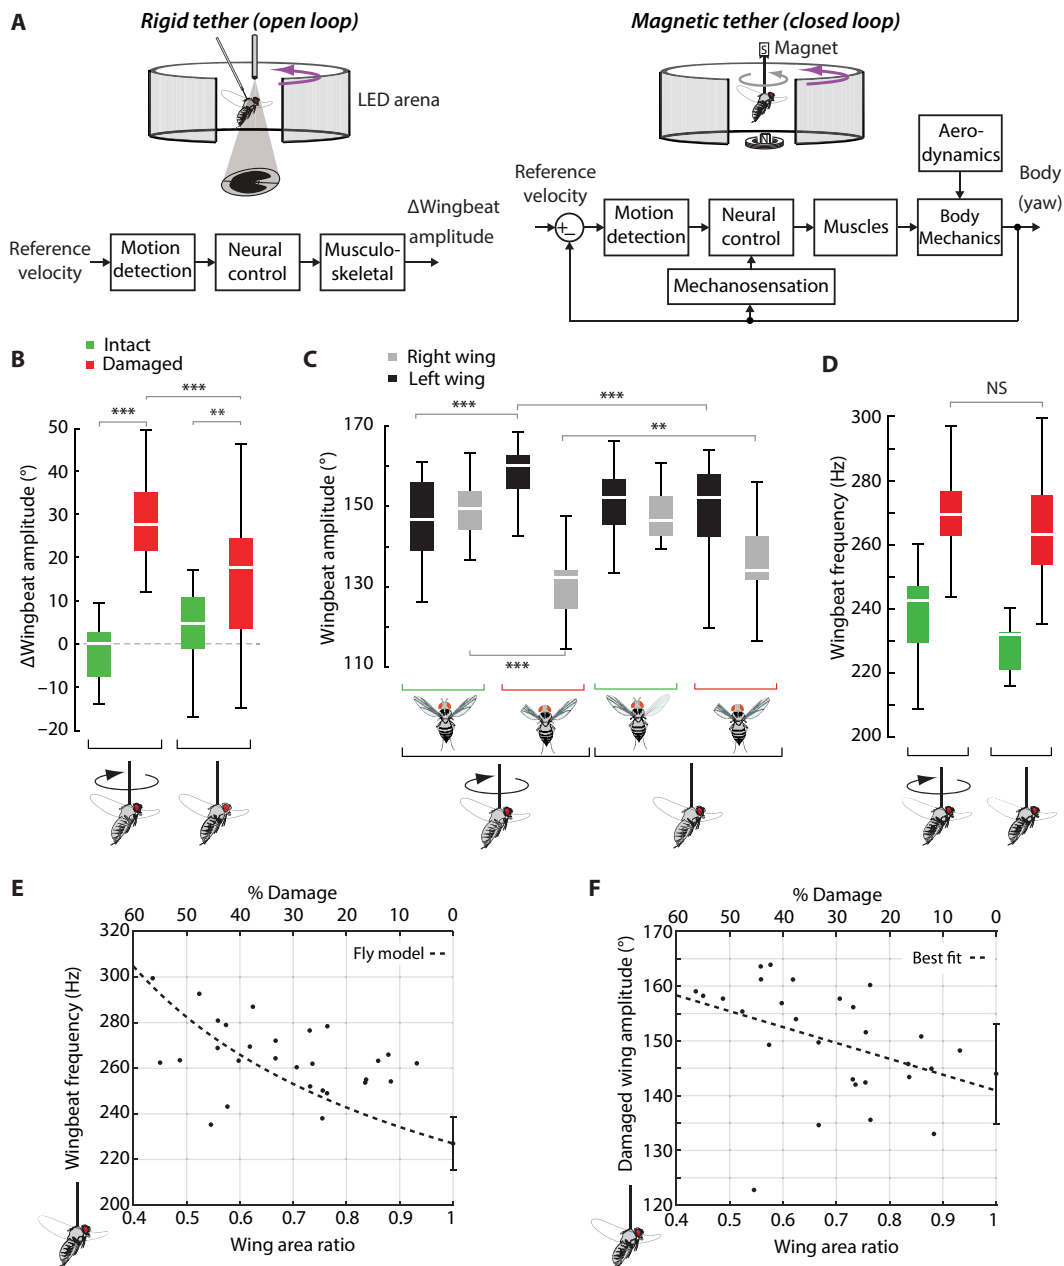 A
Rigid tether (open loop)
LED arena
Reference
velocity
Motion
detection
Neural
control
Musculo-
skeletal
ΔWingbeat
amplitude
Magnetic tether (closed loop)
S
Magnet
N
Reference
velocity
+
−
Motion
detection
Neural
control
Muscles
Aero-
dynamics
Body
Mechanics
Body
(yaw)
Mechanosensation
B
Intact
Damaged
***
***
**
ΔWingbeat amplitude (°)
50
40
30
20
10
0
−10
−20
C
Right wing
Left wing
***
***
**
***
Wingbeat amplitude (°)
170
150
130
110
D
NS
Wingbeat frequency (Hz)
300
280
260
240
220
200
E
% Damage
60 50 40 30 20 10 0
Fly model
Wingbeat frequency (Hz)
320
300
280
260
240
220
200
0.4 0.5 0.6 0.7 0.8 0.9 1
Wing area ratio
F
% Damage
60 50 40 30 20 10 0
Best fit
Damaged wing amplitude (°)
170
160
150
140
130
120
0.4 0.5 0.6 0.7 0.8 0.9 1
Wing area ratio